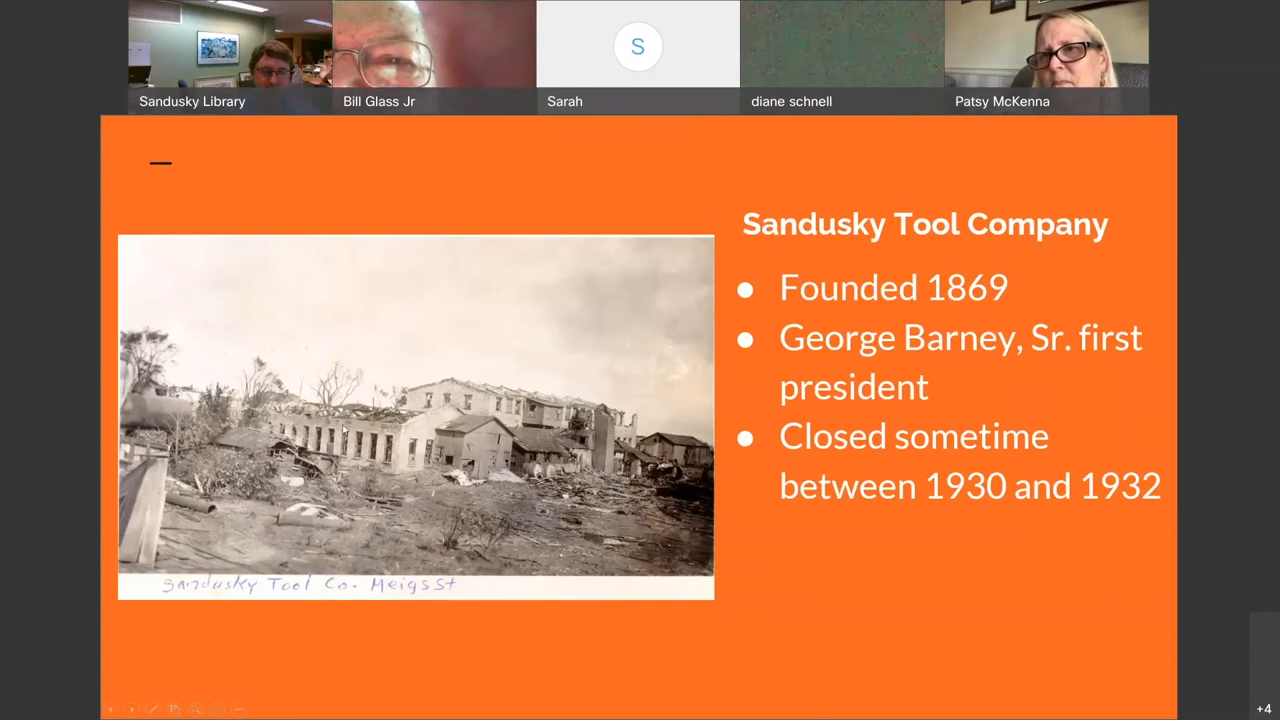 S
Sandusky Library
Bill Glass Jr
Sarah
diane schnell
Patsy McKenna
Sandusky Tool Company
● Founded 1869
● George Barney, Sr. first
president
● Closed sometime
between 1930 and 1932
Sandusky Tool Co. Meigs St
+4